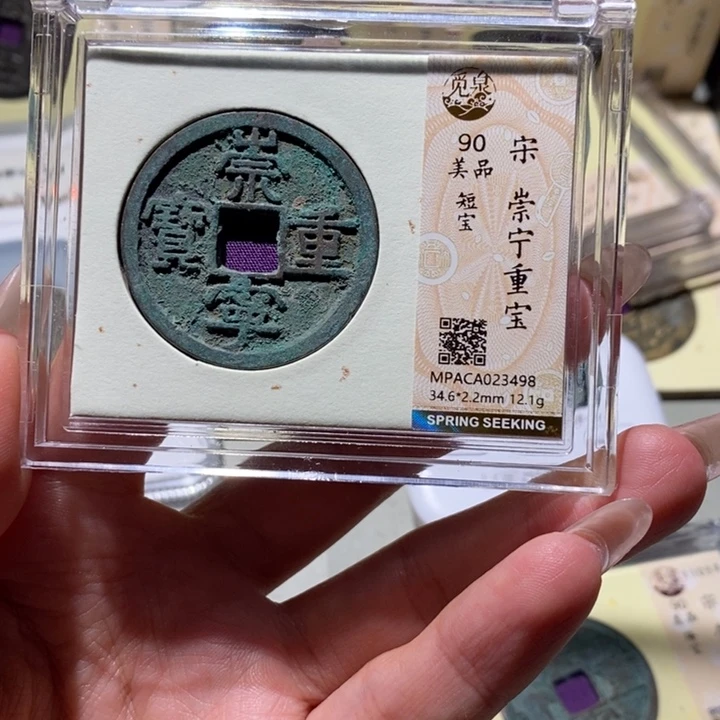 崇
寧
重
寶
觅泉
90
美品
短宝
宋 崇宁重宝
MPACA023498
34.6*2.2mm 12.1g
SPRING SEEKING